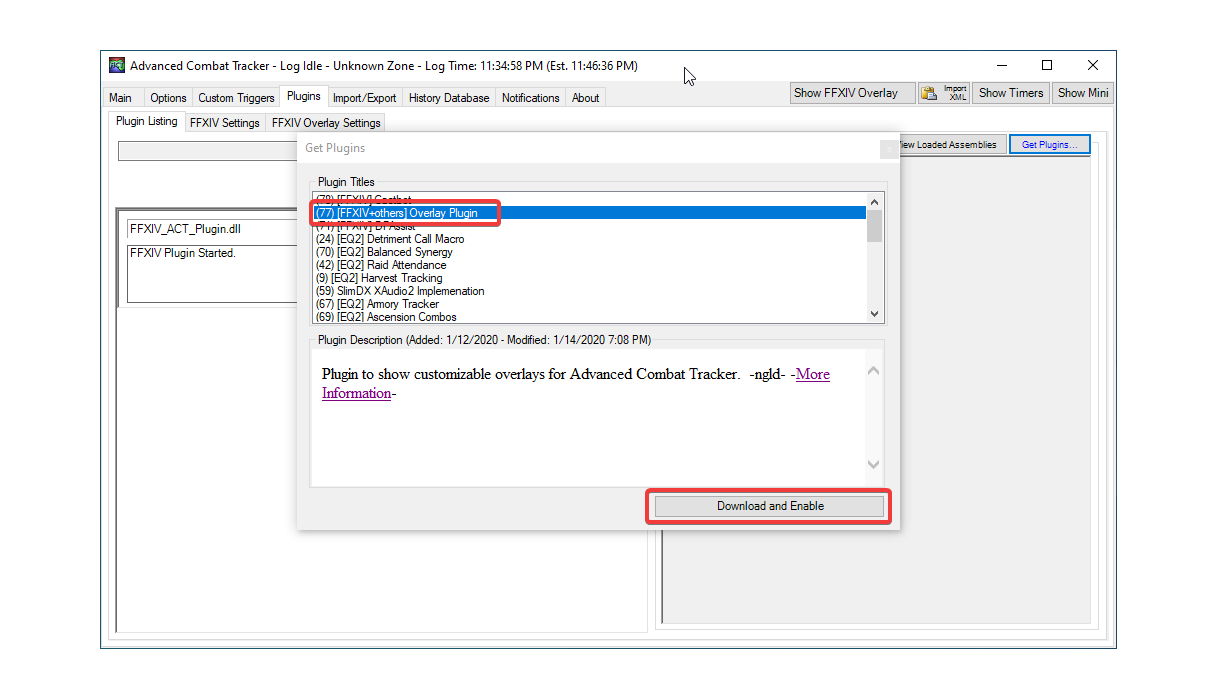 Advanced Combat Tracker - Log Idle - Unknown Zone - Log Time: 11:34:58 PM (Est. 11:46:36 PM)
Main Options Custom Triggers Plugins Import/Export History Database Notifications About Show FFXIV Overlay Import XML Show Timers Show Mini
Plugin Listing FFXIV Settings FFXIV Overlay Settings
Get Plugins
View Loaded Assemblies Get Plugins...
Plugin Titles
(78) [FFXIV] Cactbot
(77) [FFXIV+others] Overlay Plugin
(71) [FFXIV] DFAssist
FFXIV_ACT_Plugin.dll
(24) [EQ2] Detriment Call Macro
(70) [EQ2] Balanced Synergy
FFXIV Plugin Started.
(42) [EQ2] Raid Attendance
(9) [EQ2] Harvest Tracking
(59) SlimDX XAudio2 Implemenation
(67) [EQ2] Armory Tracker
(69) [EQ2] Ascension Combos
Plugin Description (Added: 1/12/2020 - Modified: 1/14/2020 7:08 PM)
Plugin to show customizable overlays for Advanced Combat Tracker. -ngld- -More
Information-
Download and Enable